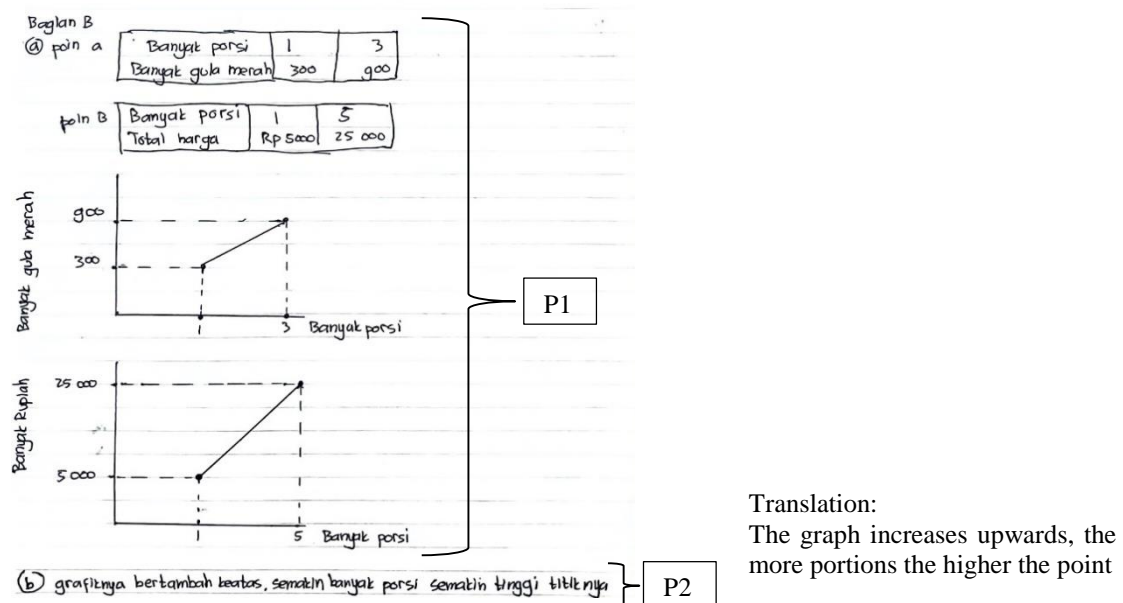 Bagian B
(a) poin a
Banyak porsi 1 3
Banyak gula merah 300 900
poin B
Banyak porsi 1 5
Total harga Rp 5000 25 000
Banyak gula merah
900
300
1 3 Banyak porsi
P1
Banyak Rupiah
25 000
5 000
1 5 Banyak porsi
Translation:
The graph increases upwards, the
more portions the higher the point
(b) grafiknya bertambah keatas, semakin banyak porsi semakin tinggi titiknya
P2